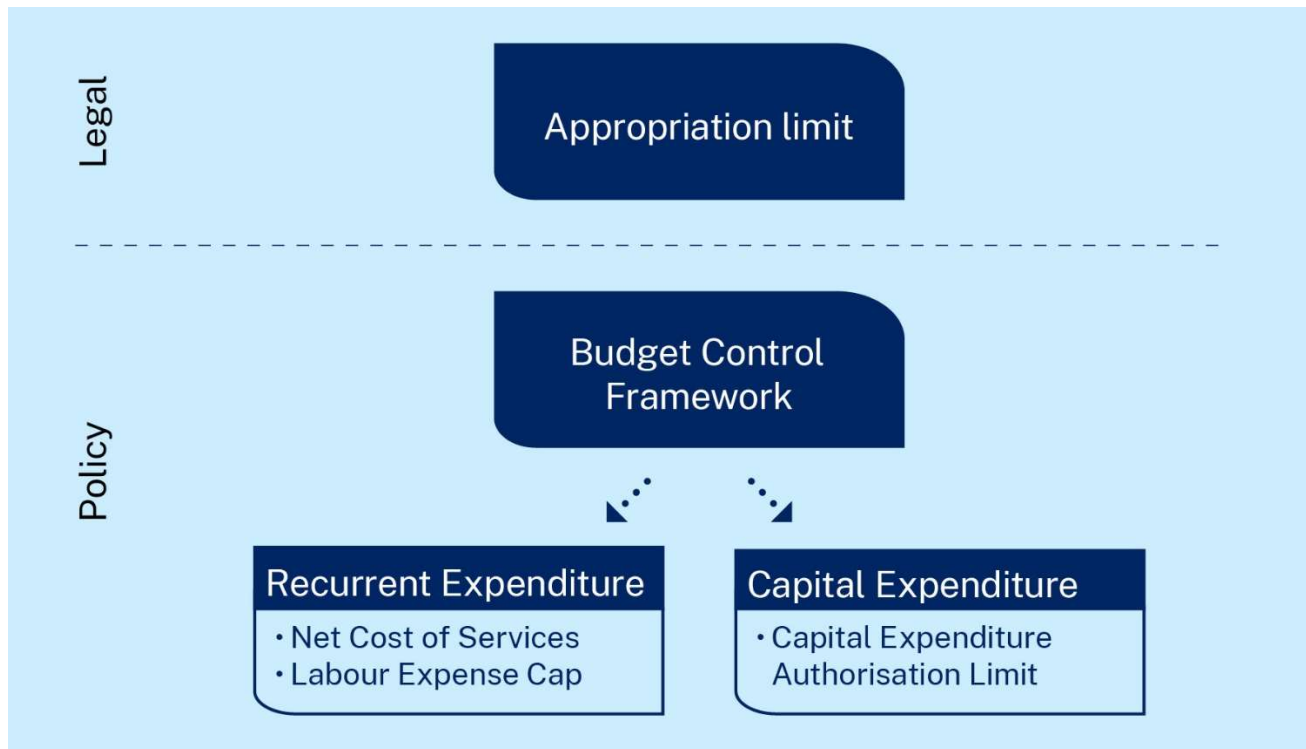 Legal
Appropriation limit
Policy
Budget Control
Framework
Recurrent Expenditure
• Net Cost of Services
• Labour Expense Cap
Capital Expenditure
• Capital Expenditure
Authorisation Limit